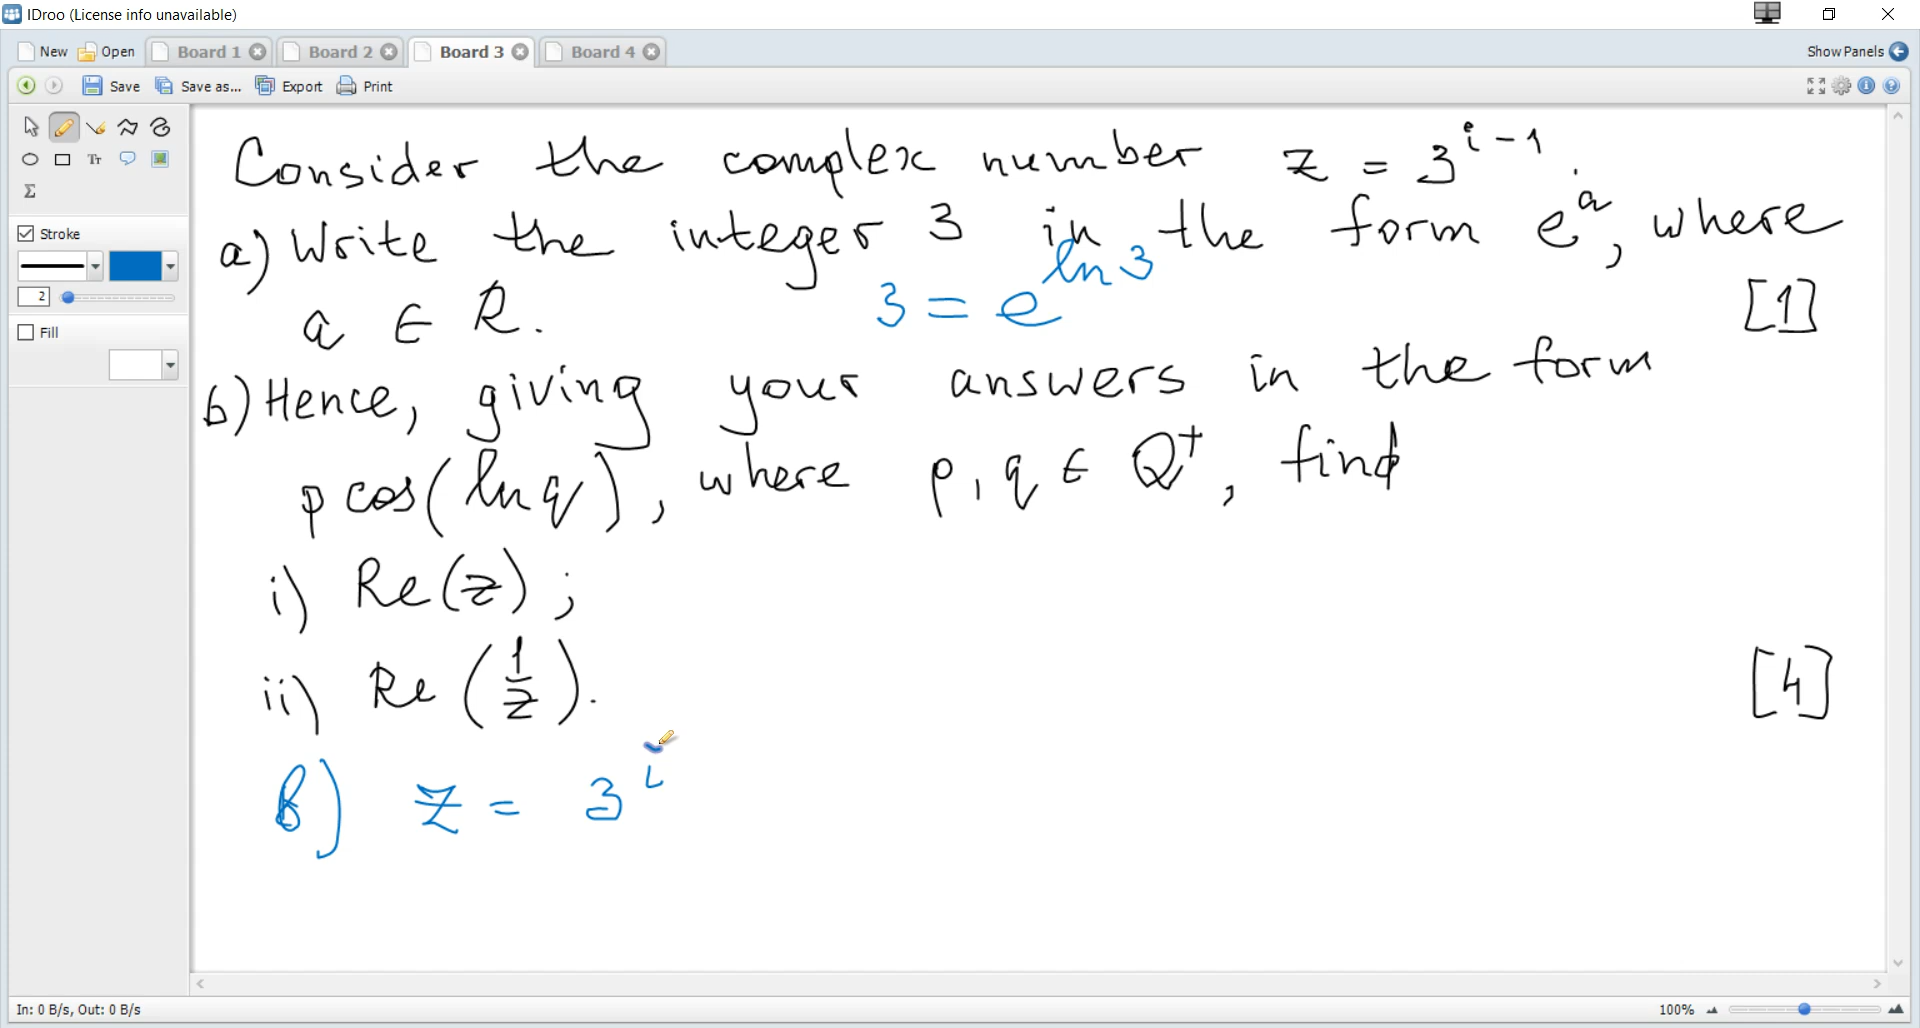 IDroo (License info unavailable)
New Open Board 1 Board 2 Board 3 Board 4 Show Panels
Save Save as... Export Print
Tт
Σ
Stroke
2
Fill
Consider the complex number z = 3^{i-1}.
a) Write the integer 3 in the form e^a, where
a ∈ R. [1]
3 = e^{ln 3}
b) Hence, giving your answers in the form
p cos(ln q), where p, q ∈ Q⁺, find
i) Re(z);
ii) Re(1/z). [4]
b) z = 3^i
In: 0 B/s, Out: 0 B/s 100%